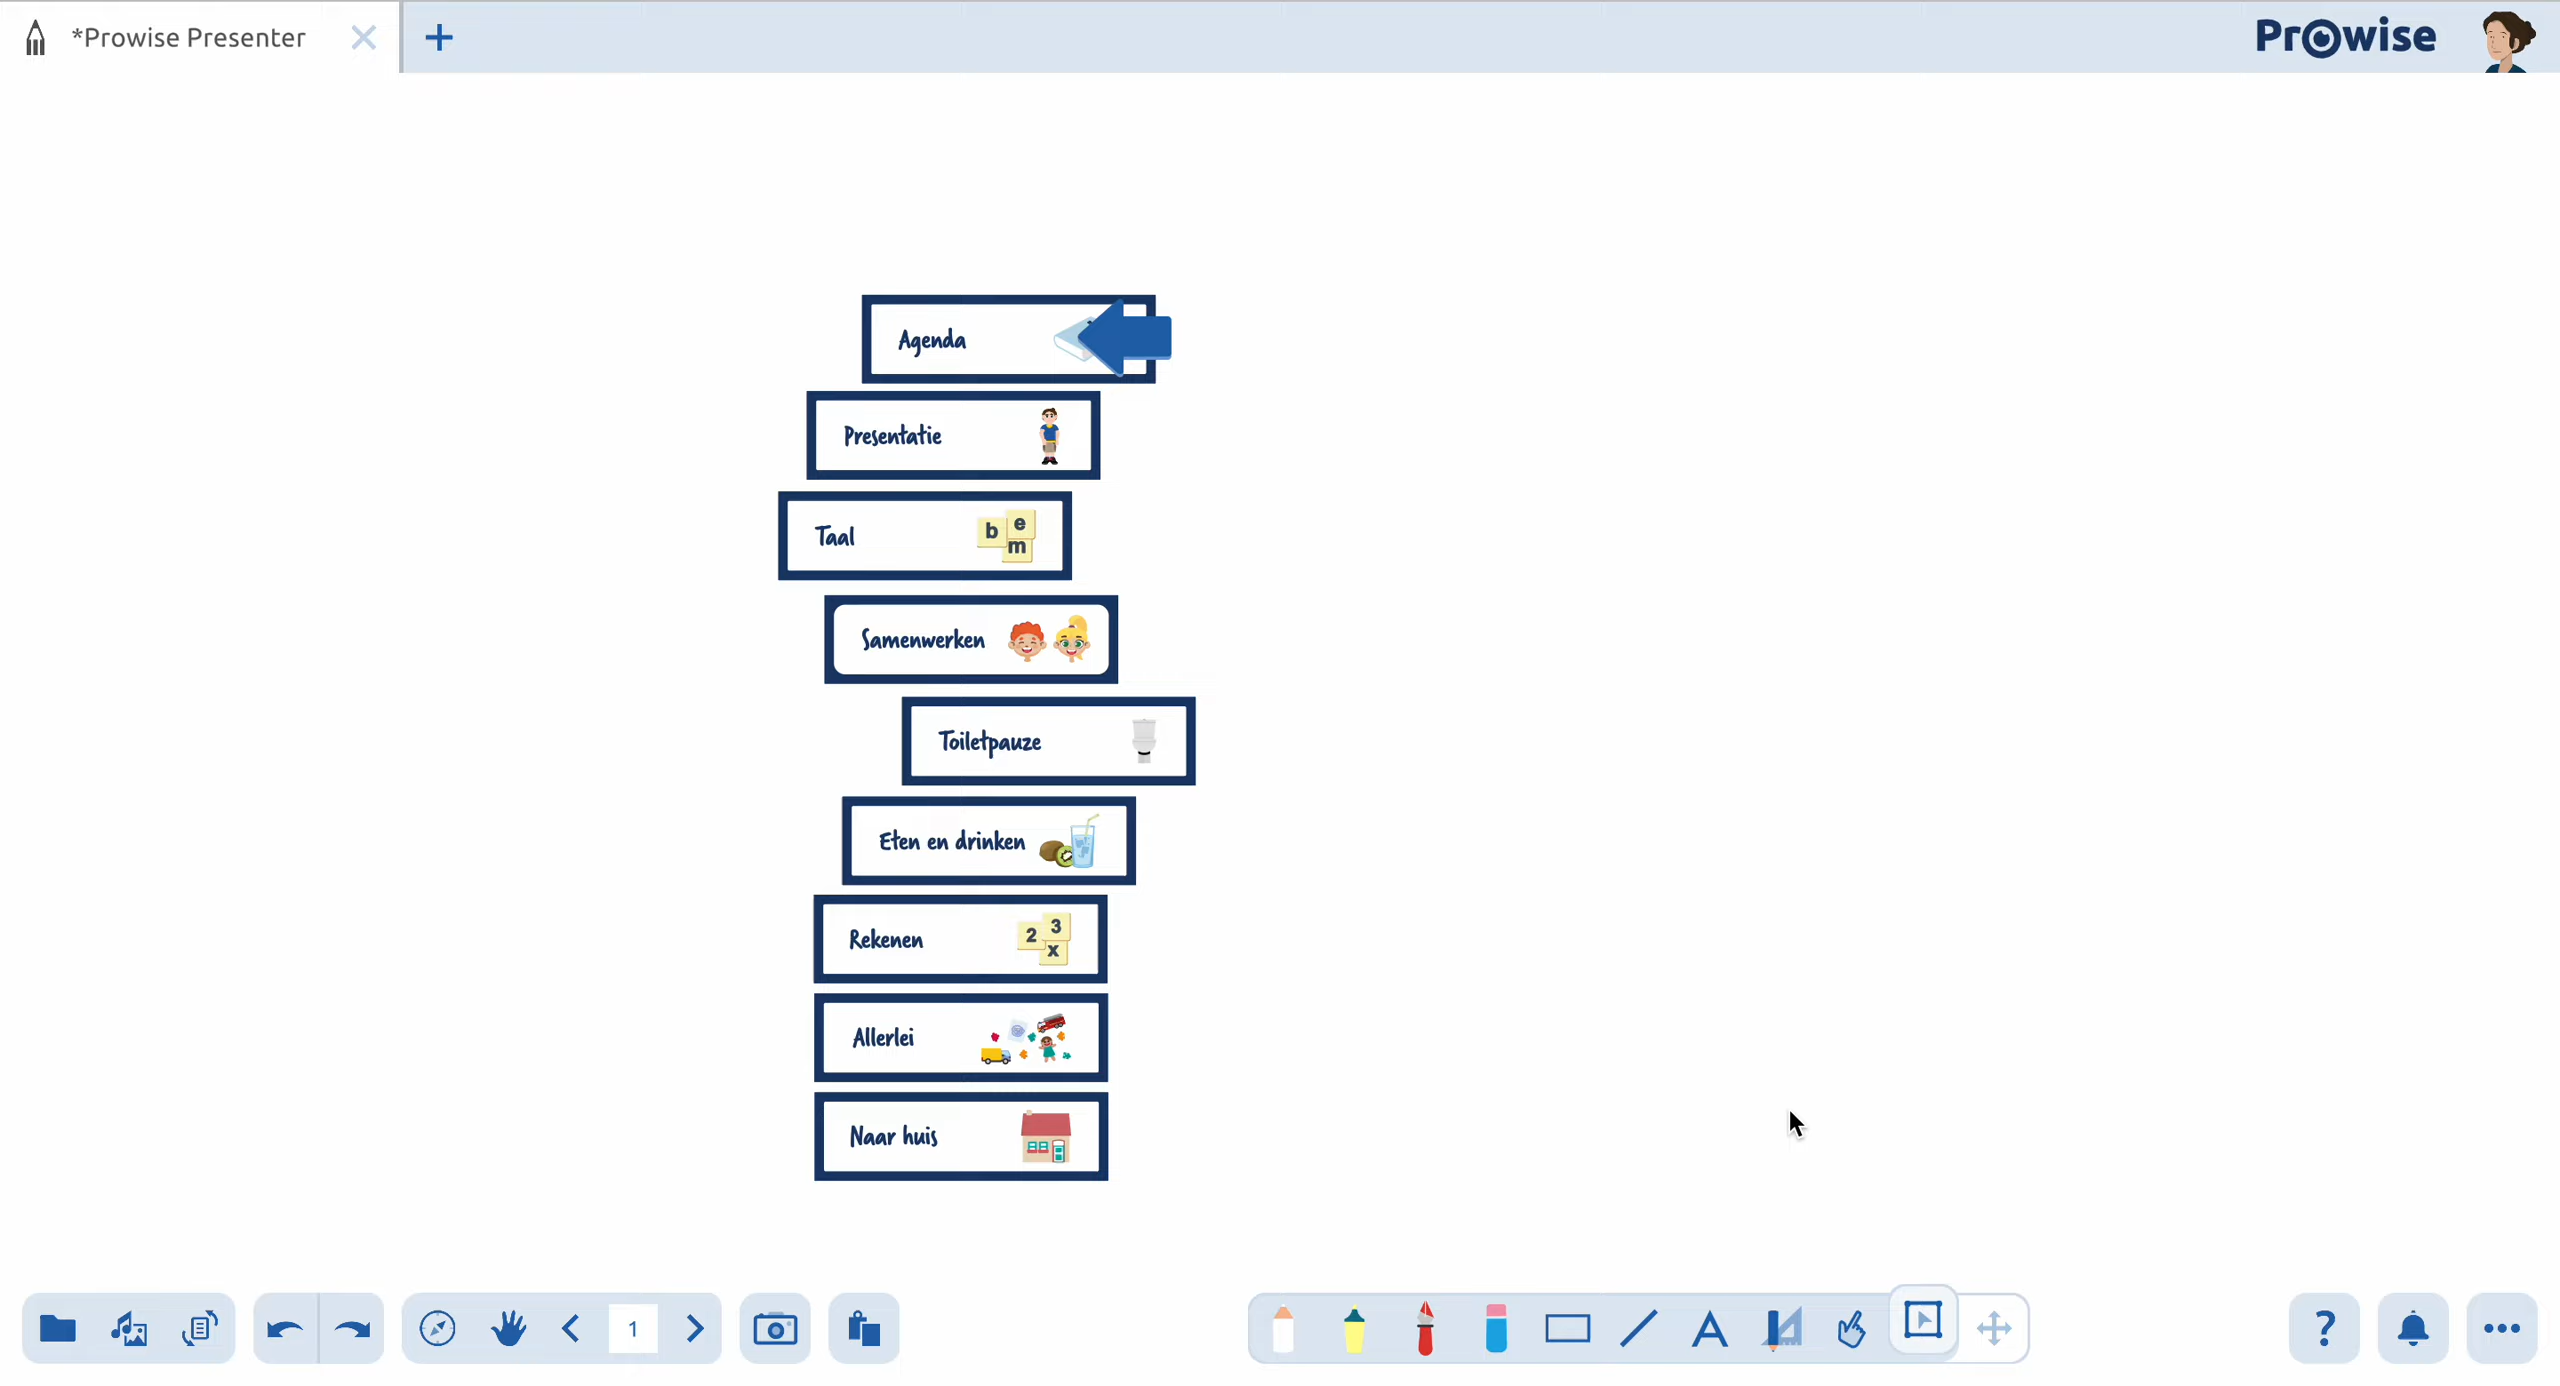 *Prowise Presenter
Prowise
Agenda
Presentatie
Taal
b e
m
Samenwerken
Toiletpauze
Eten en drinken
Rekenen
2 3
x
Allerlei
Naar huis
1
A
?